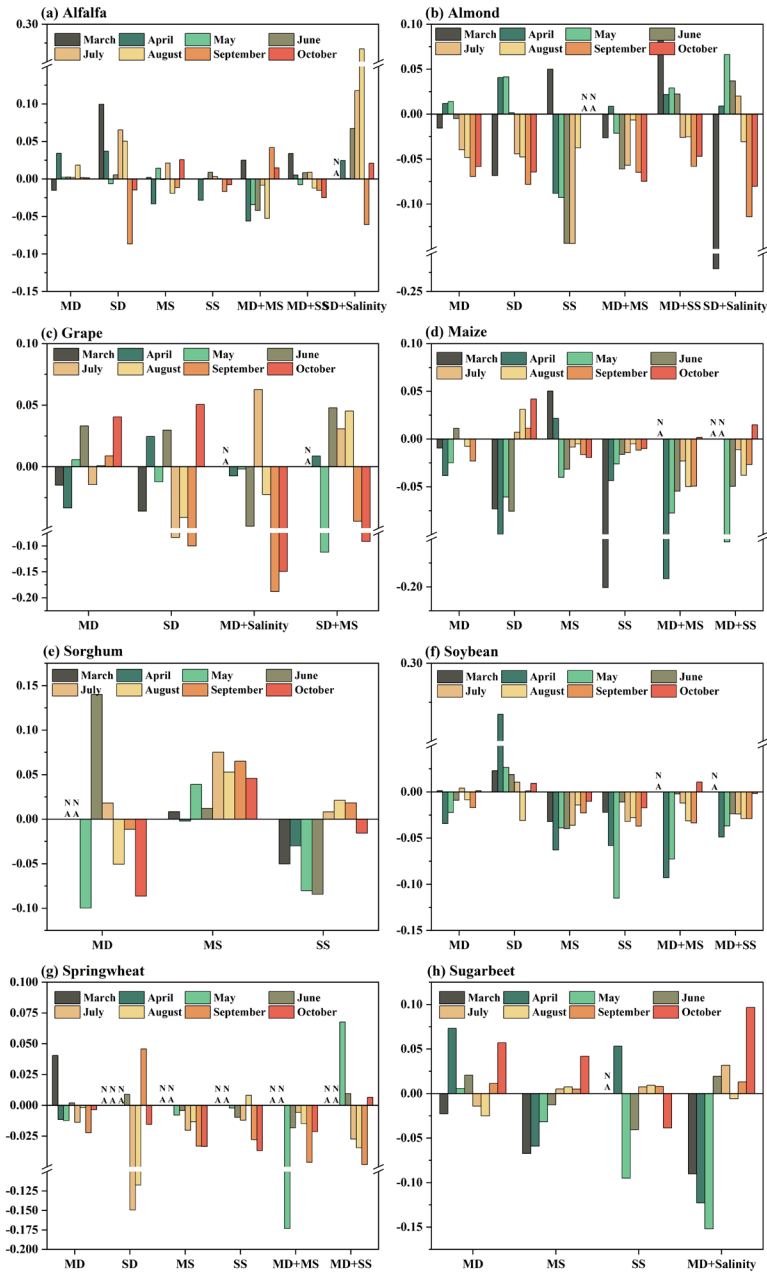 (a) Alfalfa
March April May June
July August September October
0.30
0.10
0.05
0.00
-0.05
-0.10
-0.15
N
A
MD SD MS SS MD+MS MD+SS SD+Salinity
(b) Almond
March April May June
July August September October
0.10
0.05
0.00
-0.05
-0.10
-0.25
N N
A A
MD SD SS MD+MS MD+SS SD+Salinity
(c) Grape
March April May June
July August September October
0.10
0.05
0.00
-0.10
-0.15
-0.20
N N
A A
MD SD MD+Salinity SD+MS
(d) Maize
March April May June
July August September October
0.10
0.05
0.00
-0.05
-0.20
N N N
A A A
MD SD MS SS MD+MS MD+SS
(e) Sorghum
March April May June
July August September October
0.15
0.10
0.05
0.00
-0.05
-0.10
N N
A A
MD MS SS
(f) Soybean
March April May June
July August September October
0.30
0.00
-0.05
-0.10
-0.15
N N
A A
MD SD MS SS MD+MS MD+SS
(g) Springwheat
March April May June
July August September October
0.100
0.075
0.050
0.025
0.000
-0.025
-0.125
-0.150
-0.175
-0.200
N N N N N N N N N N N
A A A A A A A A A A A
MD SD MS SS MD+MS MD+SS
(h) Sugarbeet
March April May June
July August September October
0.10
0.05
0.00
-0.05
-0.10
-0.15
N
A
MD MS SS MD+Salinity